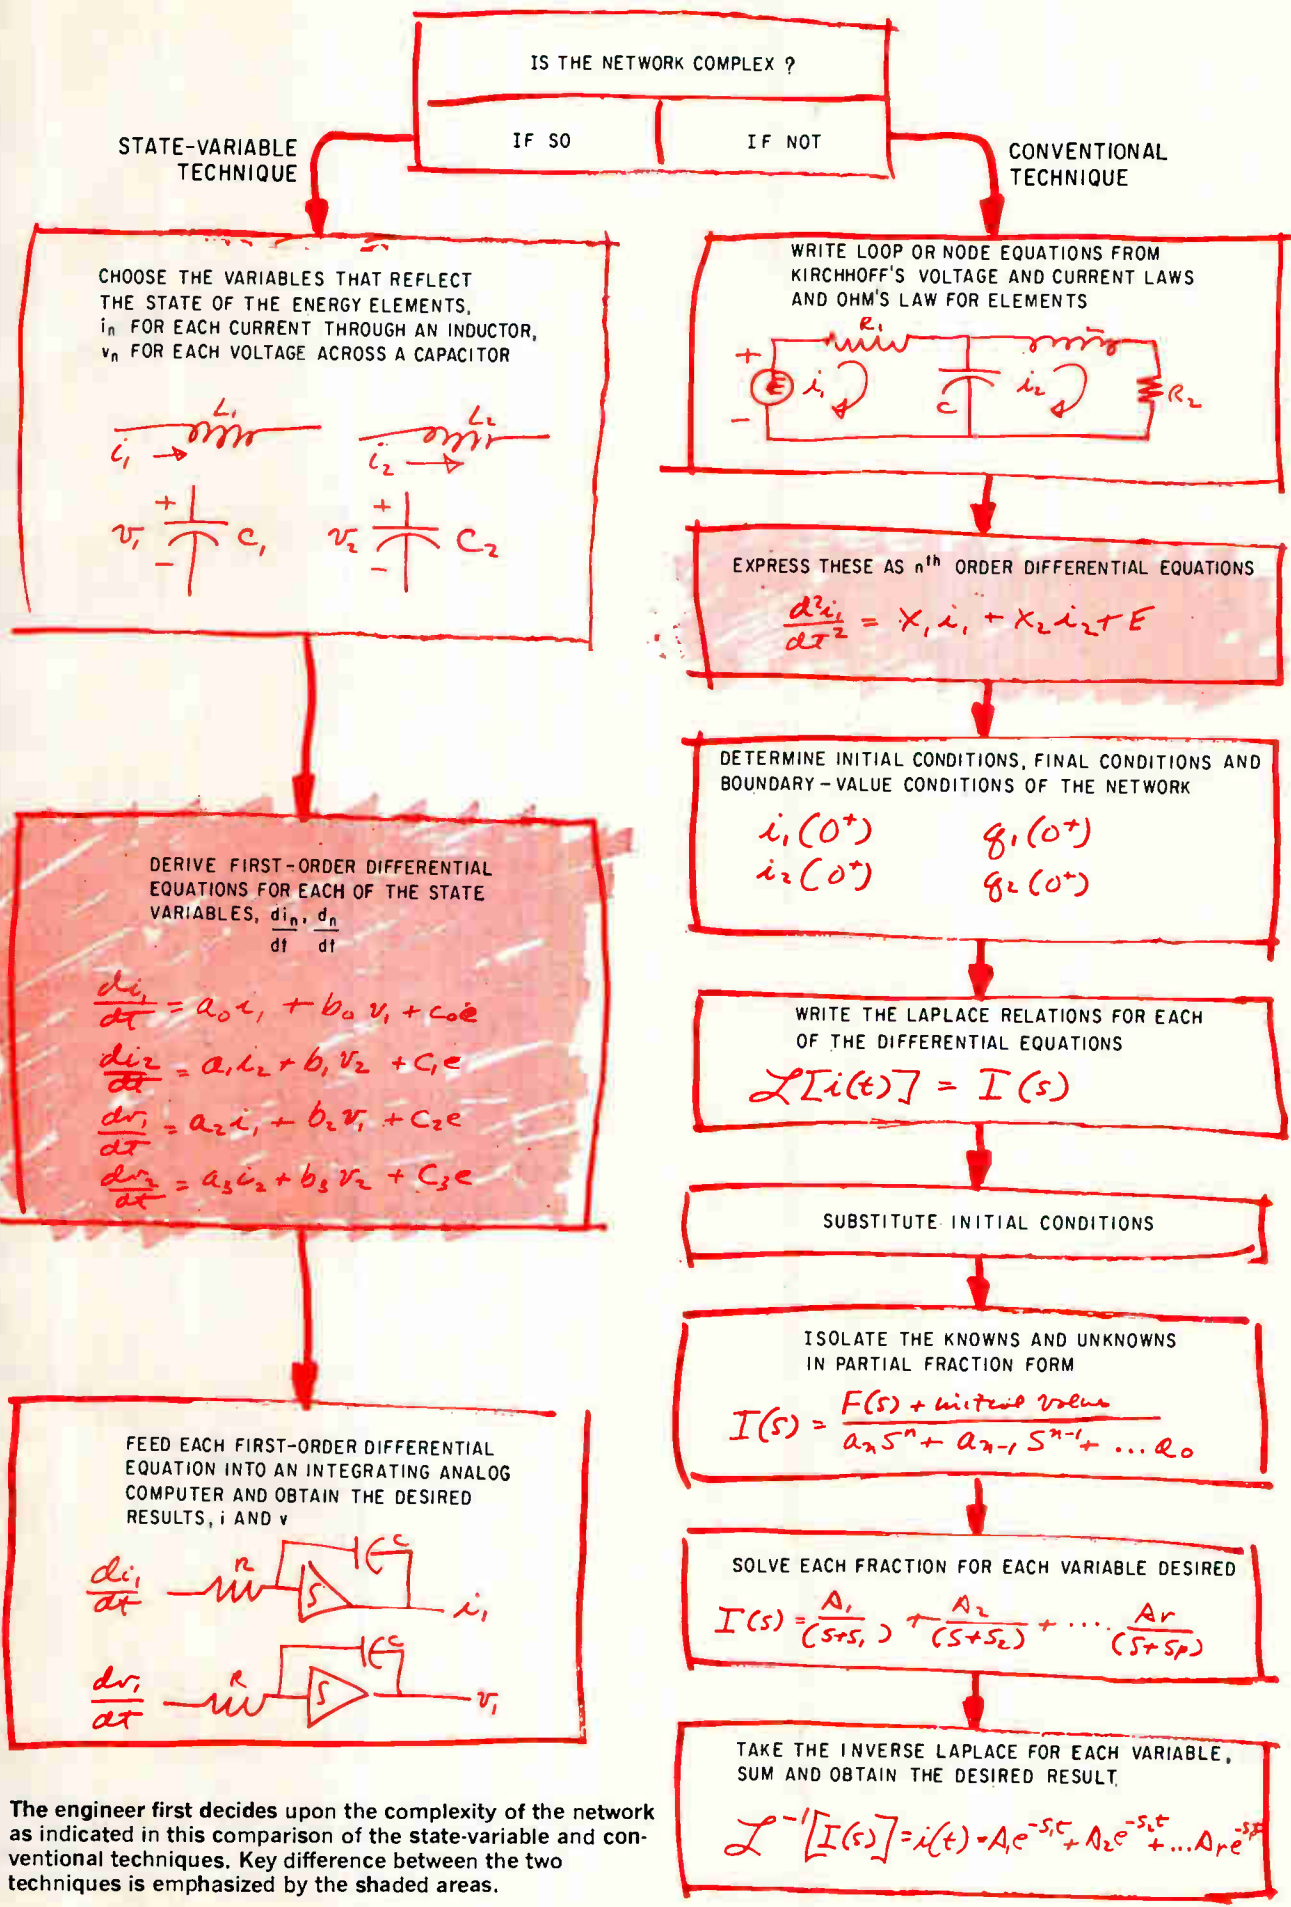 IS THE NETWORK COMPLEX ?
IF SO
IF NOT
STATE-VARIABLE
TECHNIQUE
CONVENTIONAL
TECHNIQUE
CHOOSE THE VARIABLES THAT REFLECT
THE STATE OF THE ENERGY ELEMENTS,
iₙ FOR EACH CURRENT THROUGH AN INDUCTOR,
vₙ FOR EACH VOLTAGE ACROSS A CAPACITOR
L₁
L₂
i₁
i₂
+
+
v₁
C₁
v₂
C₂
−
−
DERIVE FIRST-ORDER DIFFERENTIAL
EQUATIONS FOR EACH OF THE STATE
VARIABLES, diₙ/dt, dₙ/dt
di₁/dt = a₀i₁ + b₀v₁ + c₀e
di₂/dt = a₁i₂ + b₁v₂ + c₁e
dv₁/dt = a₂i₁ + b₂v₁ + c₂e
dv₂/dt = a₃i₂ + b₃v₂ + c₃e
FEED EACH FIRST-ORDER DIFFERENTIAL
EQUATION INTO AN INTEGRATING ANALOG
COMPUTER AND OBTAIN THE DESIRED
RESULTS, i AND v
C
di₁/dt
R
∫
i₁
C
dv₁/dt
R
∫
v₁
The engineer first decides upon the complexity of the network
as indicated in this comparison of the state-variable and con-
ventional techniques. Key difference between the two
techniques is emphasized by the shaded areas.
WRITE LOOP OR NODE EQUATIONS FROM
KIRCHHOFF'S VOLTAGE AND CURRENT LAWS
AND OHM'S LAW FOR ELEMENTS
R₁
+
E
i₁
C
i₂
R₂
−
EXPRESS THESE AS nᵗʰ ORDER DIFFERENTIAL EQUATIONS
d²i₁/dt² = X₁i₁ + X₂i₂ + E
DETERMINE INITIAL CONDITIONS, FINAL CONDITIONS AND
BOUNDARY-VALUE CONDITIONS OF THE NETWORK
i₁(0⁺) q₁(0⁺)
i₂(0⁺) q₂(0⁺)
WRITE THE LAPLACE RELATIONS FOR EACH
OF THE DIFFERENTIAL EQUATIONS
ℒ[i(t)] = I(s)
SUBSTITUTE INITIAL CONDITIONS
ISOLATE THE KNOWNS AND UNKNOWNS
IN PARTIAL FRACTION FORM
I(s) = F(s) + initial value / aₙSⁿ + aₙ₋₁Sⁿ⁻¹ + ... a₀
SOLVE EACH FRACTION FOR EACH VARIABLE DESIRED
I(s) = A₁/(S+S₁) + A₂/(S+S₂) + .... Ar/(S+Sp)
TAKE THE INVERSE LAPLACE FOR EACH VARIABLE,
SUM AND OBTAIN THE DESIRED RESULT.
ℒ⁻¹[I(s)] = i(t) = A₁e^-s₁t + A₂e^-s₂t + ... Are^-spt